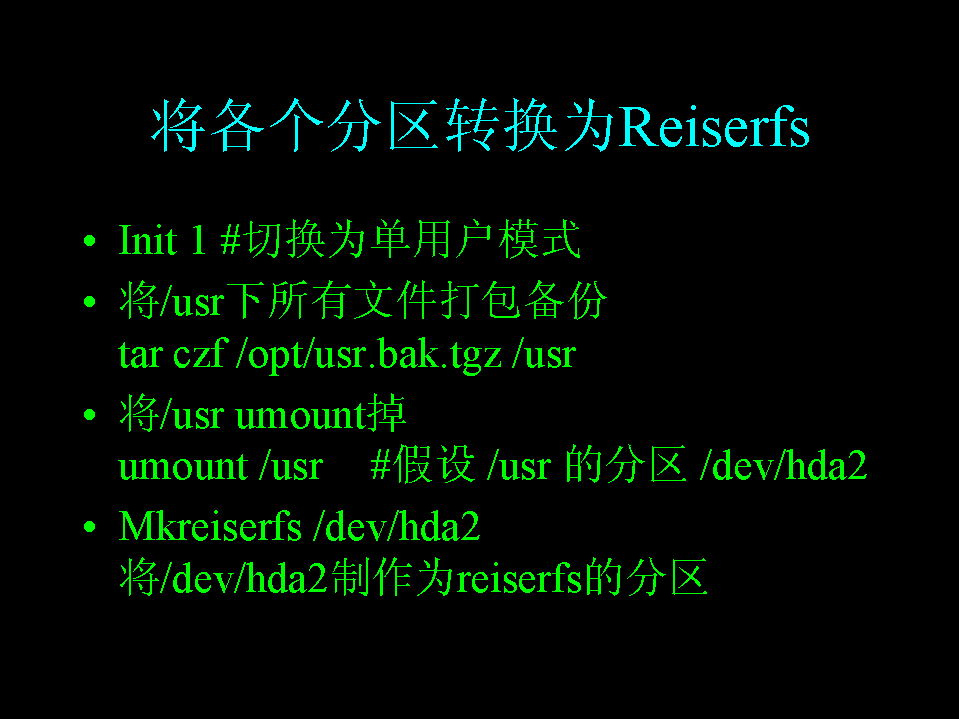 将各个分区转换为Reiserfs
• Init 1 #切换为单用户模式
• 将/usr下所有文件打包备份
tar czf /opt/usr.bak.tgz /usr
• 将/usr umount掉
umount /usr #假设 /usr 的分区 /dev/hda2
• Mkreiserfs /dev/hda2
将/dev/hda2制作为reiserfs的分区